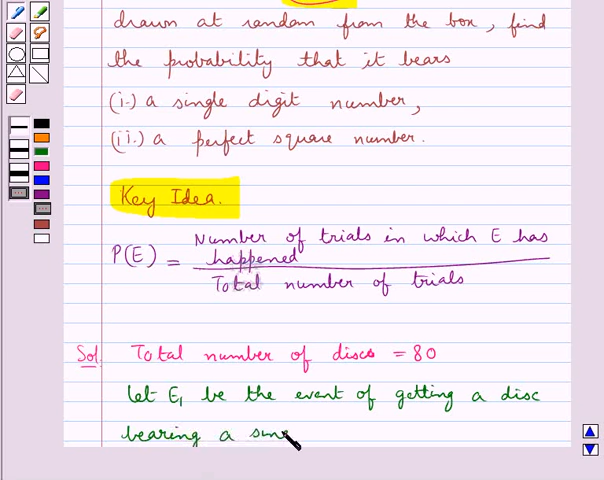 drawn at random from the box, find
the probability that it bears
(i.) a single digit number,
(ii.) a perfect square number.
Key Idea.
P(E) = Number of trials in which E has
happened
Total number of trials
Sol. Total number of discs = 80
let E₁ be the event of getting a disc
bearing a sing